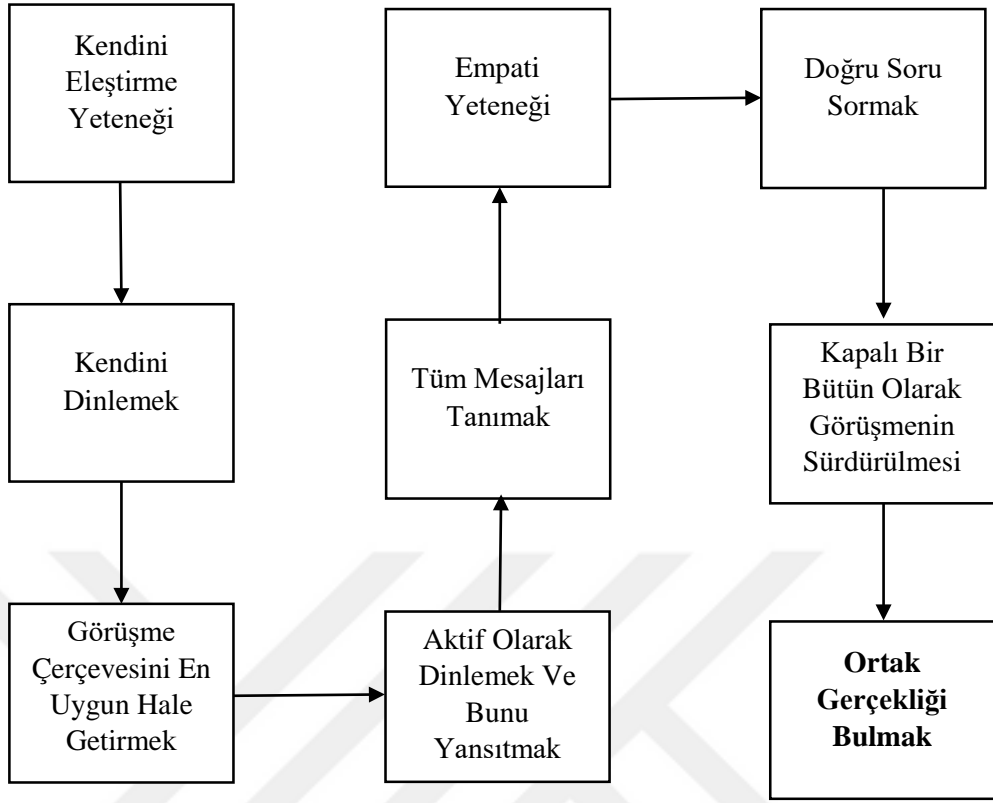 Kendini
Eleştirme
Yeteneği
Kendini
Dinlemek
Görüşme
Çerçevesini En
Uygun Hale
Getirmek
Aktif Olarak
Dinlemek Ve
Bunu
Yansıtmak
Tüm Mesajları
Tanımak
Empati
Yeteneği
Doğru Soru
Sormak
Kapalı Bir
Bütün Olarak
Görüşmenin
Sürdürülmesi
Ortak
Gerçekliği
Bulmak